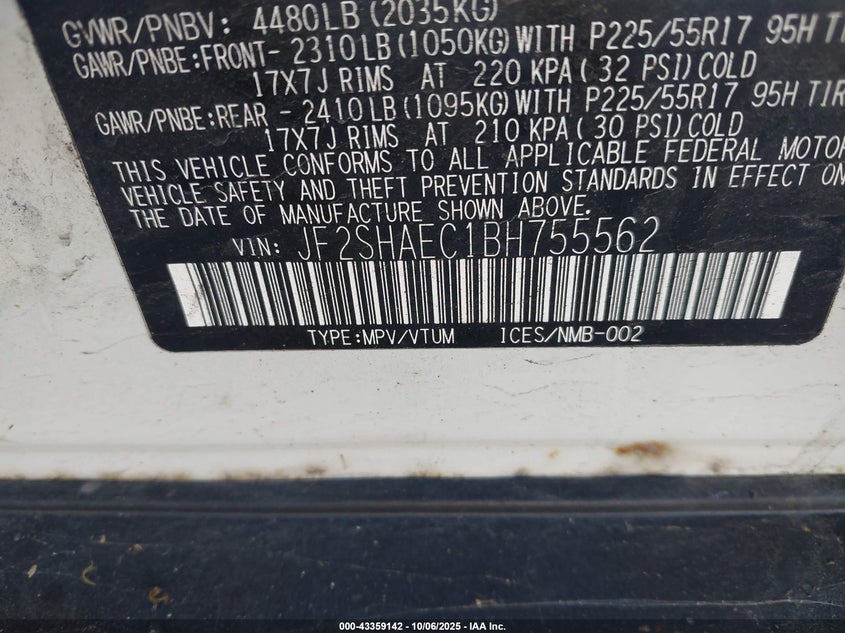 GVWR/PNBV: 4480LB(2035KG)
GAWR/PNBE:FRONT- 2310LB(1050KG)WITH P225/55R17 95H
17X7J RIMS AT 220 KPA(32 PSI)COLD
GAWR/PNBE:REAR - 2410LB(1095KG)WITH P225/55R17 95H
17X7J RIMS AT 210 KPA(30 PSI)COLD
THIS VEHICLE CONFORMS TO ALL APPLICABLE FEDERAL MOTOR
VEHICLE SAFETY AND THEFT PREVENTION STANDARDS IN EFFECT ON
THE DATE OF MANUFACTURE SHOWN ABOVE.
VIN: JF2SHAEC1BH755562
TYPE:MPV/VTUM ICES/NMB-002
000-43359142 - 10/06/2025 - IAA Inc.